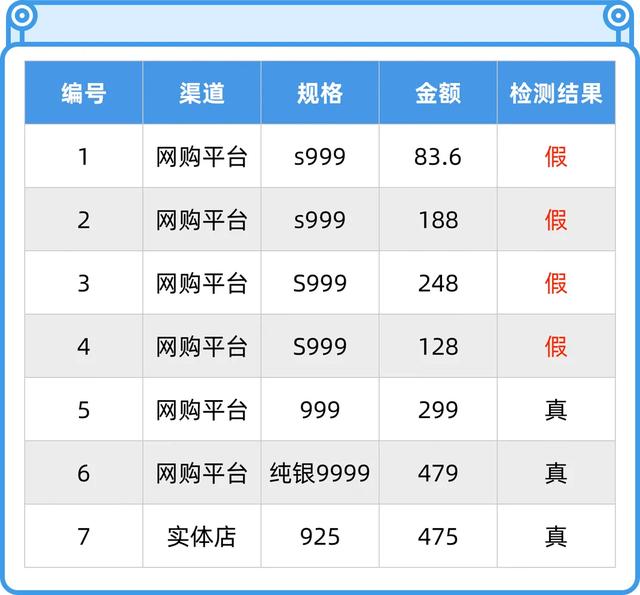 编号 渠道 规格 金额 检测结果
1 网购平台 s999 83.6 假
2 网购平台 s999 188 假
3 网购平台 S999 248 假
4 网购平台 S999 128 假
5 网购平台 999 299 真
6 网购平台 纯银9999 479 真
7 实体店 925 475 真